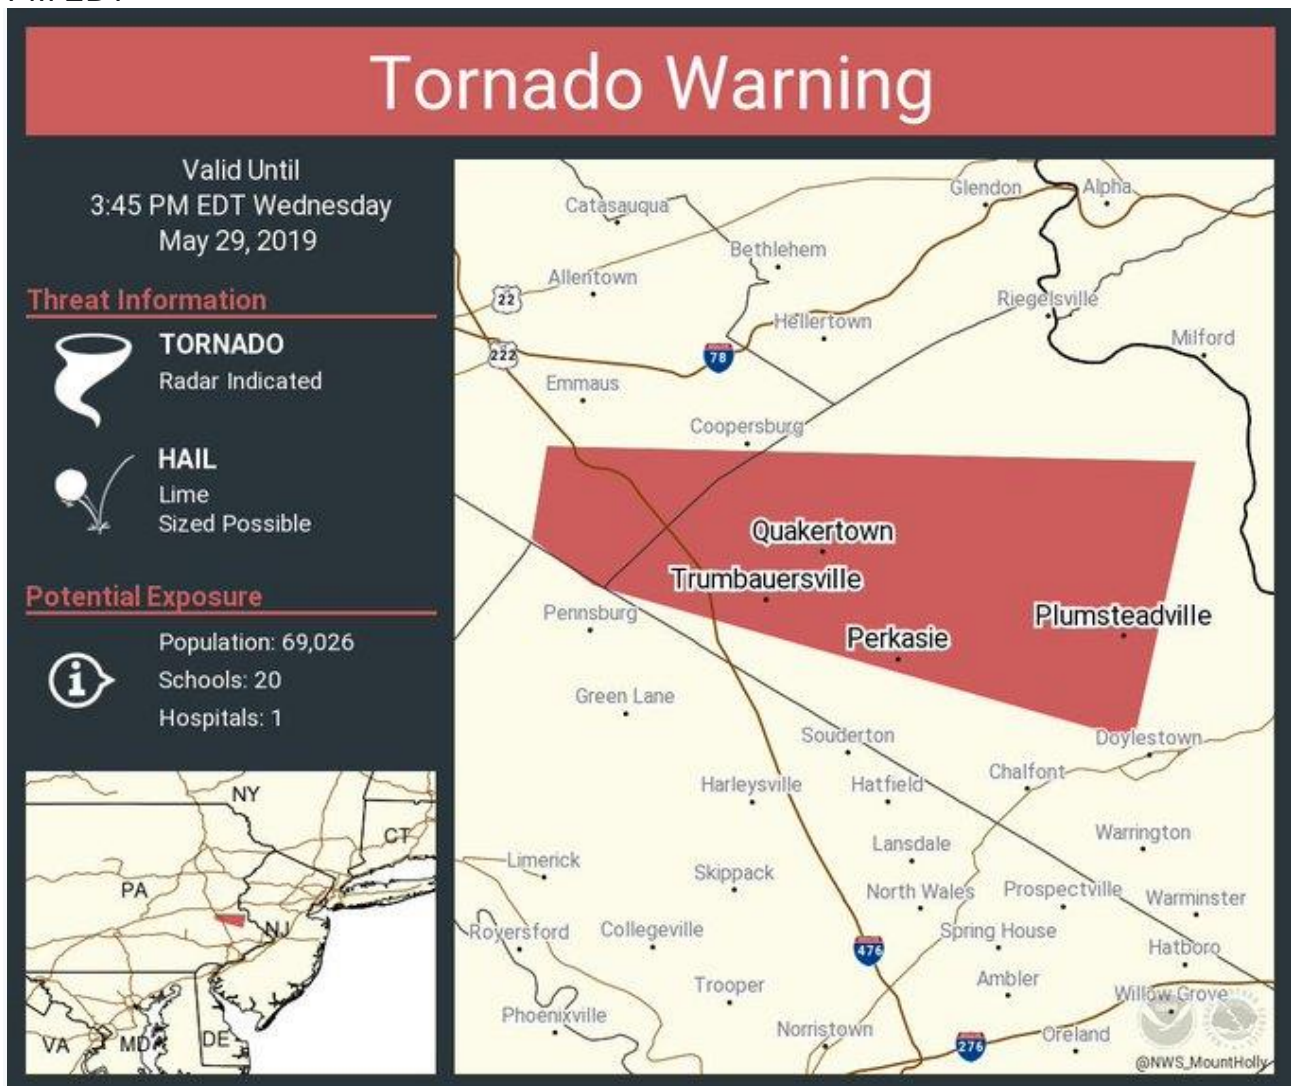 Tornado Warning
Valid Until
3:45 PM EDT Wednesday
May 29, 2019
Threat Information
TORNADO
Radar Indicated
HAIL
Lime
Sized Possible
Potential Exposure
Population: 69,026
Schools: 20
Hospitals: 1
NY
CT
PA
NJ
VA
MD
DE
Glendon
Alpha
Catasauqua
Bethlehem
Allentown
22
Riegelsville
Hellertown
Milford
222
78
Emmaus
Coopersburg
Quakertown
Trumbauersville
Pennsburg
Plumsteadville
Perkasie
Green Lane
Souderton
Doylestown
Harleysville
Hatfield
Chalfont
Warrington
Lansdale
Limerick
Skippack
North Wales
Prospectville
Warminster
Royersford
Collegeville
Spring House
476
Hatboro
Trooper
Ambler
Willow Grove
Phoenixville
Norristown
276
Oreland
@NWS_MountHolly